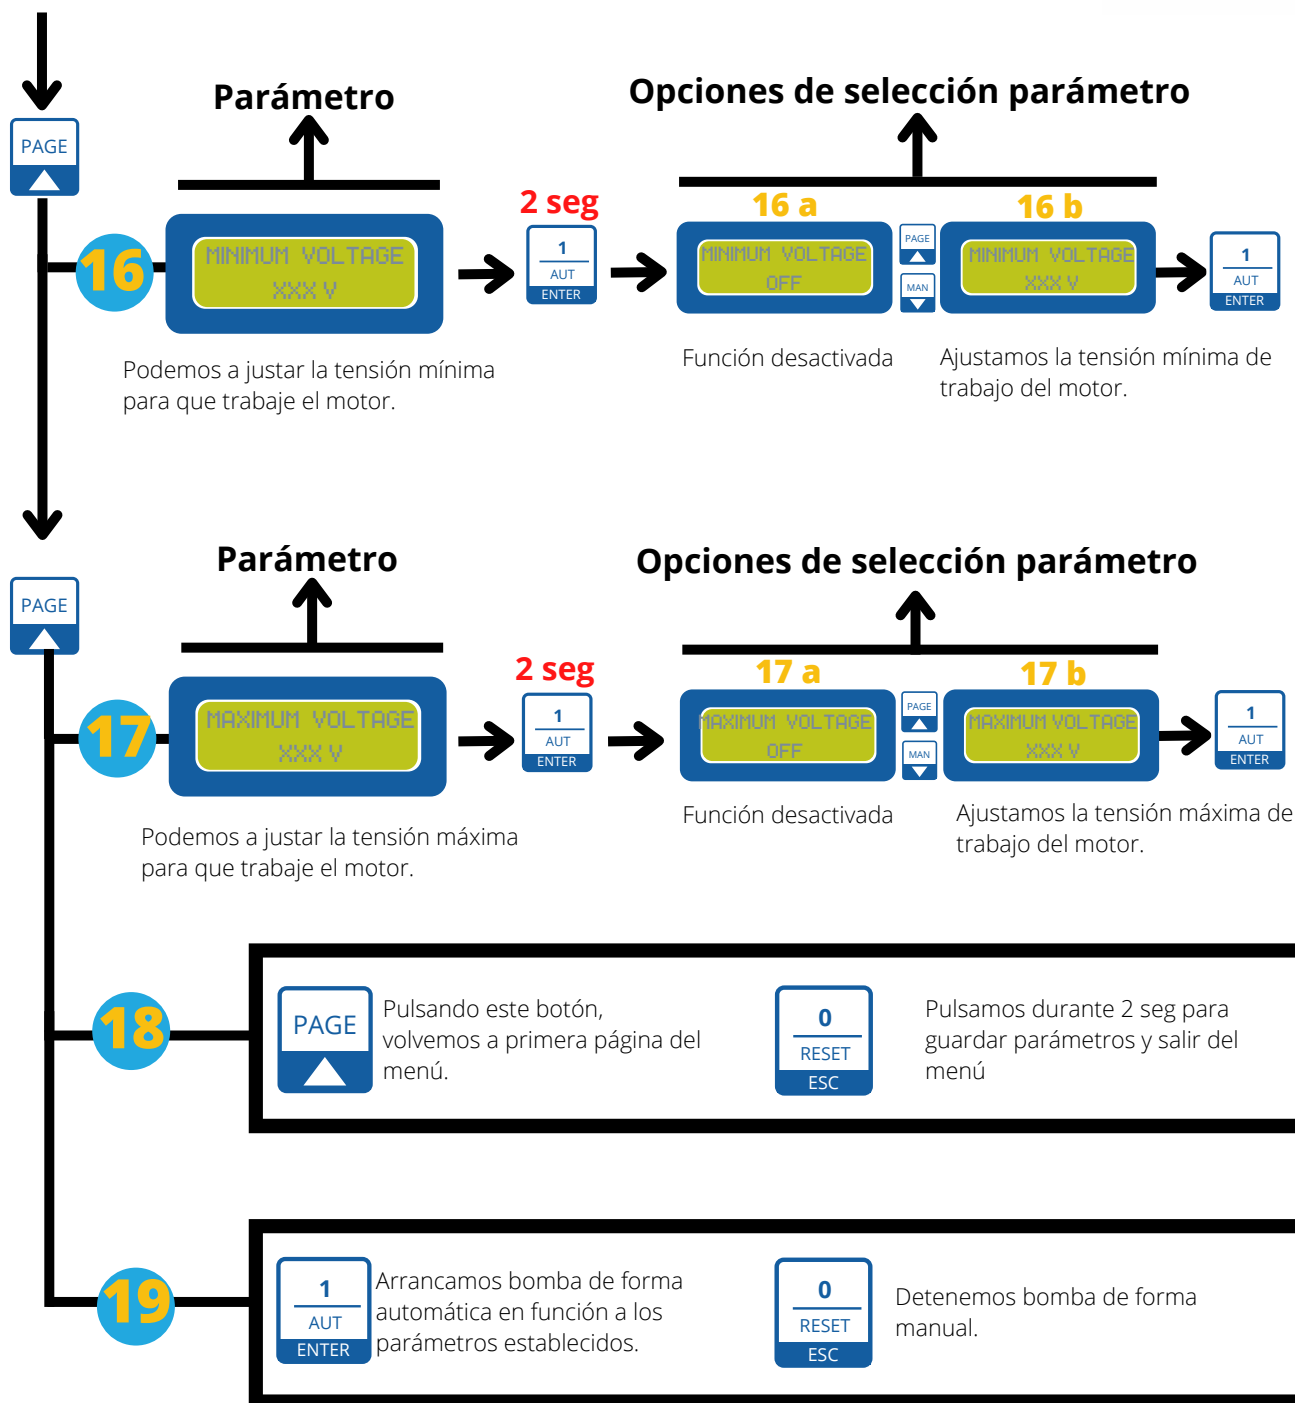 PAGE
Parámetro
Opciones de selección parámetro
16
MINIMUM VOLTAGE
XXX V
2 seg
1
AUT
ENTER
16 a
MINIMUM VOLTAGE
OFF
PAGE
MAN
16 b
MINIMUM VOLTAGE
XXX V
1
AUT
ENTER
Podemos a justar la tensión mínima
para que trabaje el motor.
Función desactivada
Ajustamos la tensión mínima de
trabajo del motor.
PAGE
Parámetro
Opciones de selección parámetro
17
MAXIMUM VOLTAGE
XXX V
2 seg
1
AUT
ENTER
17 a
MAXIMUM VOLTAGE
OFF
PAGE
MAN
17 b
MAXIMUM VOLTAGE
XXX V
1
AUT
ENTER
Podemos a justar la tensión máxima
para que trabaje el motor.
Función desactivada
Ajustamos la tensión máxima de
trabajo del motor.
18
PAGE
Pulsando este botón,
volvemos a primera página del
menú.
0
RESET
ESC
Pulsamos durante 2 seg para
guardar parámetros y salir del
menú
19
1
AUT
ENTER
Arrancamos bomba de forma
automática en función a los
parámetros establecidos.
0
RESET
ESC
Detenemos bomba de forma
manual.